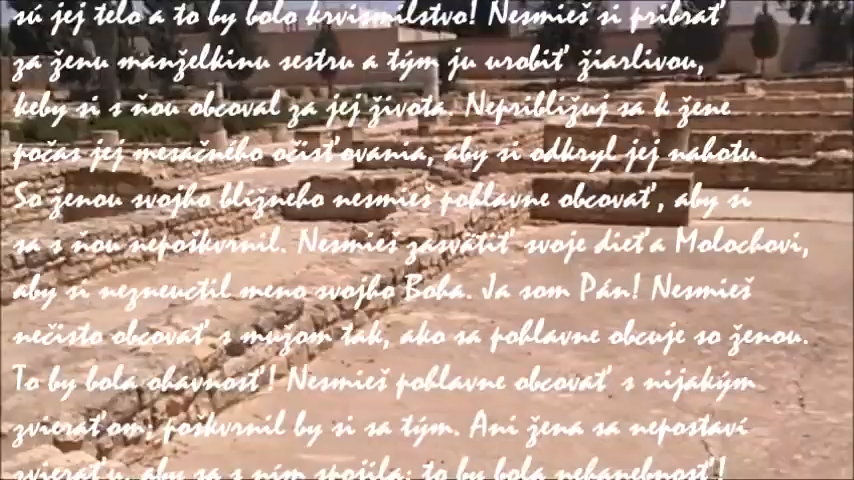 sú jej telo a to by bolo krvismilstvo! Nesmieš si pribrať
za ženu manželkinu sestru a tým ju urobiť žiarlivou,
keby si s ňou obcoval za jej života. Nepribližuj sa k žene
počas jej mesačného očisťovania, aby si odkryl jej nahotu.
So ženou svojho blížneho nesmieš pohlavne obcovať, aby si
sa s ňou nepoškvrnil. Nesmieš zasvätiť svoje dieťa Molochovi,
aby si nezneuctil meno svojho Boha. Ja som Pán! Nesmieš
nečisto obcovať s mužom tak, ako sa pohlavne obcuje so ženou.
To by bola ohavnosť! Nesmieš pohlavne obcovať s nijakým
zvieraťom; poškvrnil by si sa tým. Ani žena sa nepostaví
zvieraťu, aby sa s ním spojila; to by bola nehanebnosť!